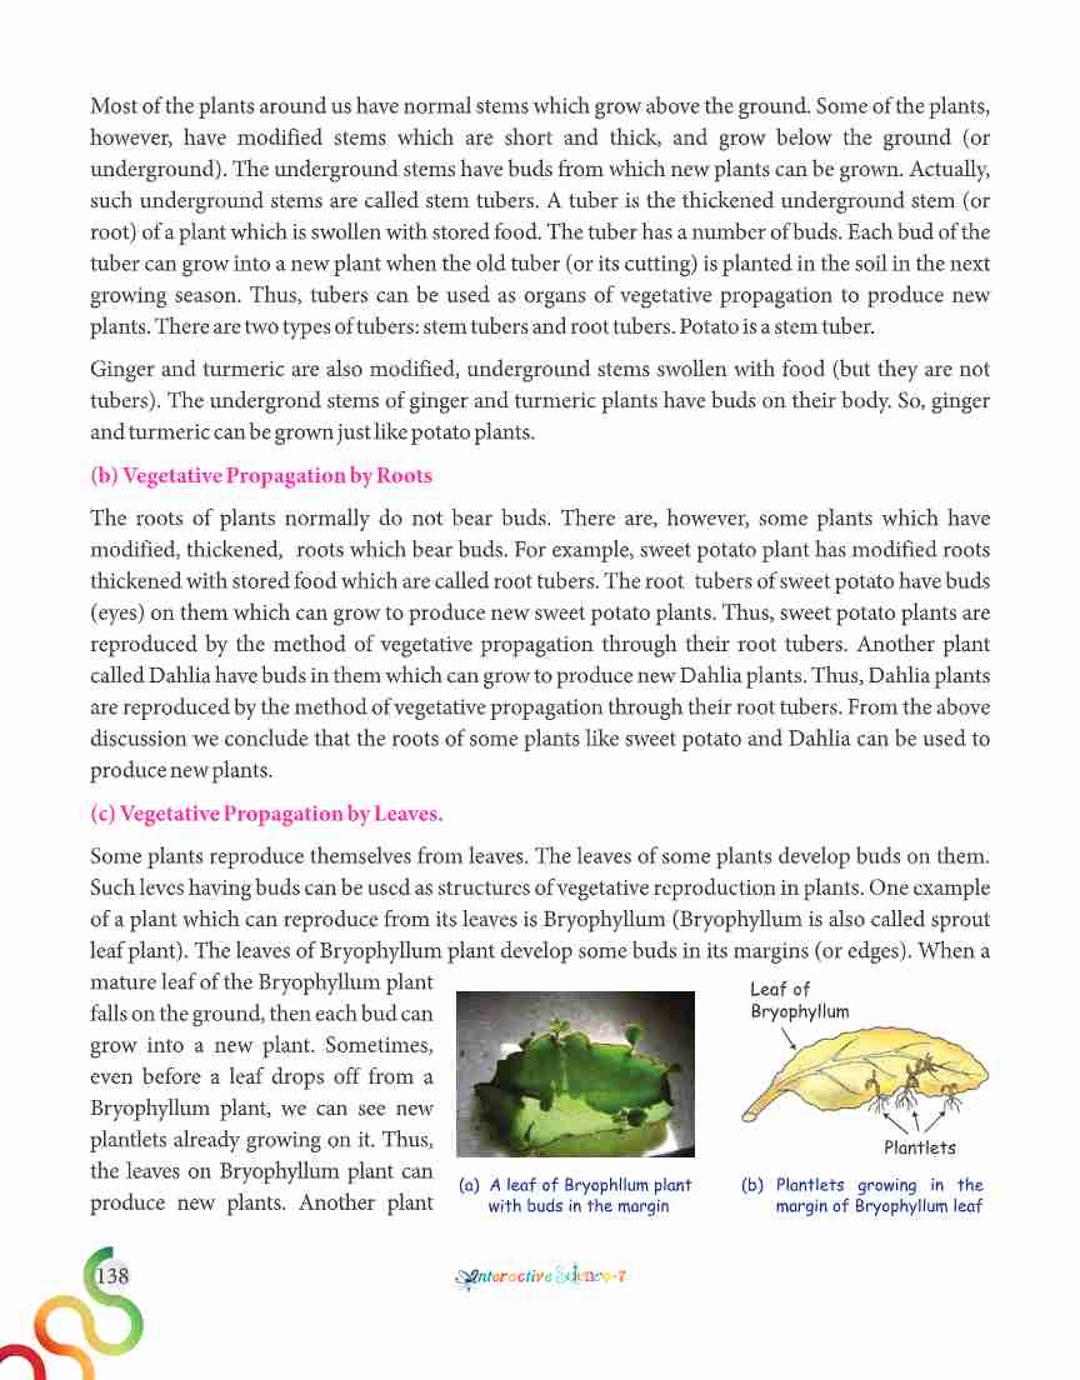 Most of the plants around us have normal stems which grow above the ground. Some of the plants,
however, have modified stems which are short and thick, and grow below the ground (or
underground). The underground stems have buds from which new plants can be grown. Actually,
such underground stems are called stem tubers. A tuber is the thickened underground stem (or
root) of a plant which is swollen with stored food. The tuber has a number of buds. Each bud of the
tuber can grow into a new plant when the old tuber (or its cutting) is planted in the soil in the next
growing season. Thus, tubers can be used as organs of vegetative propagation to produce new
plants. There are two types of tubers: stem tubers and root tubers. Potato is a stem tuber.
Ginger and turmeric are also modified, underground stems swollen with food (but they are not
tubers). The undergrond stems of ginger and turmeric plants have buds on their body. So, ginger
and turmeric can be grown just like potato plants.
(b) Vegetative Propagation by Roots
The roots of plants normally do not bear buds. There are, however, some plants which have
modified, thickened, roots which bear buds. For example, sweet potato plant has modified roots
thickened with stored food which are called root tubers. The root tubers of sweet potato have buds
(eyes) on them which can grow to produce new sweet potato plants. Thus, sweet potato plants are
reproduced by the method of vegetative propagation through their root tubers. Another plant
called Dahlia have buds in them which can grow to produce new Dahlia plants. Thus, Dahlia plants
are reproduced by the method of vegetative propagation through their root tubers. From the above
discussion we conclude that the roots of some plants like sweet potato and Dahlia can be used to
produce new plants.
(c) Vegetative Propagation by Leaves.
Some plants reproduce themselves from leaves. The leaves of some plants develop buds on them.
Such leves having buds can be used as structures of vegetative reproduction in plants. One example
of a plant which can reproduce from its leaves is Bryophyllum (Bryophyllum is also called sprout
leaf plant). The leaves of Bryophyllum plant develop some buds in its margins (or edges). When a
mature leaf of the Bryophyllum plant
falls on the ground, then each bud can
grow into a new plant. Sometimes,
even before a leaf drops off from a
Bryophyllum plant, we can see new
plantlets already growing on it. Thus,
the leaves on Bryophyllum plant can
produce new plants. Another plant
(a) A leaf of Bryophllum plant
with buds in the margin
Leaf of
Bryophyllum
Plantlets
(b) Plantlets growing in the
margin of Bryophyllum leaf
138
Interactive Science-7